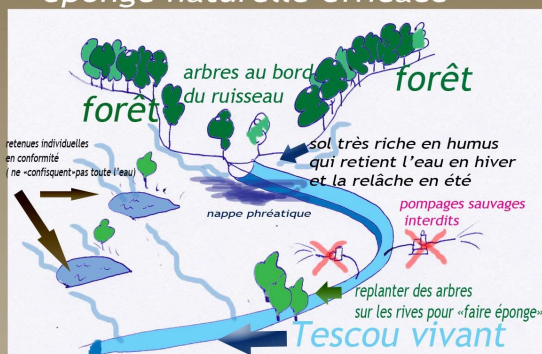 éponge naturelle efficace
forêt
arbres au bord
du ruisseau
forêt
retenues individuelles
en conformité
( ne «confisquent»pas toute l'eau)
sol très riche en humus
qui retient l'eau en hiver
et la relâche en été
nappe phréatique
pompages sauvages
interdits
replanter des arbres
sur les rives pour «faire éponge»
Tescou vivant